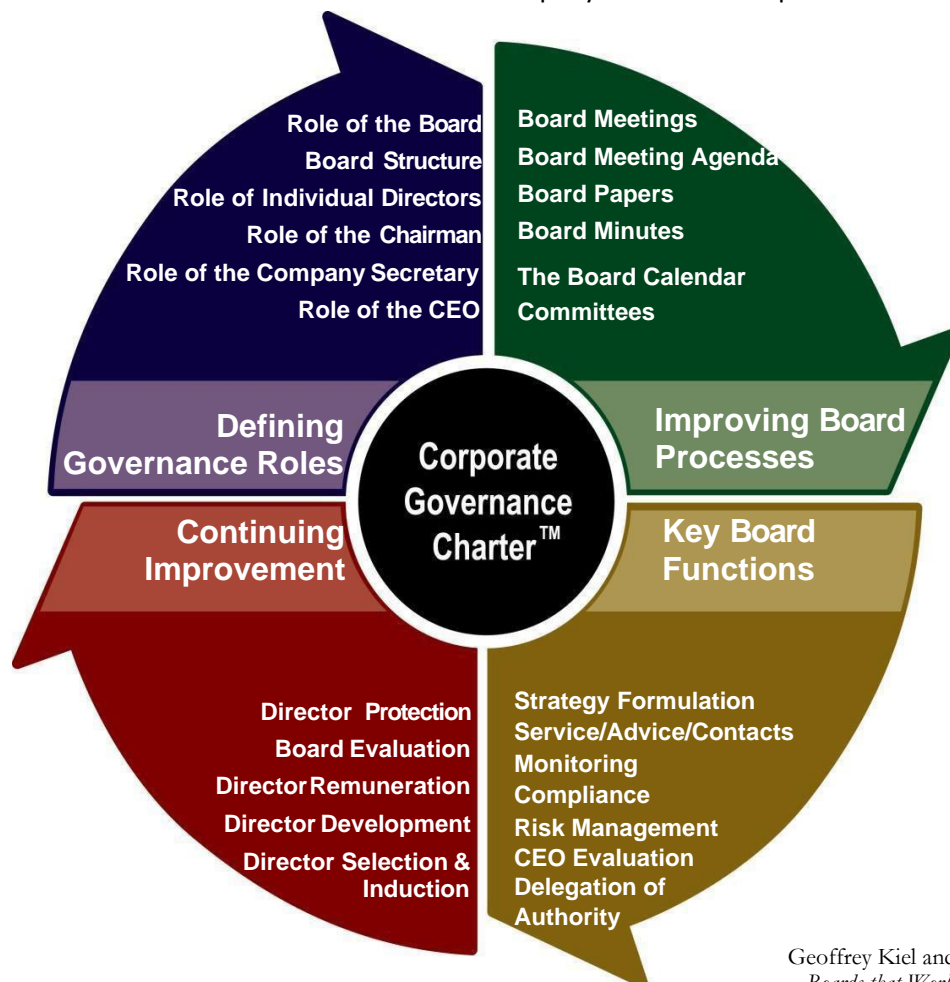 Role of the Board
Board Structure
Role of Individual Directors
Role of the Chairman
Role of the Company Secretary
Role of the CEO
Defining
Governance Roles
Board Meetings
Board Meeting Agenda
Board Papers
Board Minutes
The Board Calendar
Committees
Improving Board
Processes
Corporate
Governance
Charter™
Continuing
Improvement
Director Protection
Board Evaluation
Director Remuneration
Director Development
Director Selection &
Induction
Key Board
Functions
Strategy Formulation
Service/Advice/Contacts
Monitoring
Compliance
Risk Management
CEO Evaluation
Delegation of
Authority
Geoffrey Kiel and